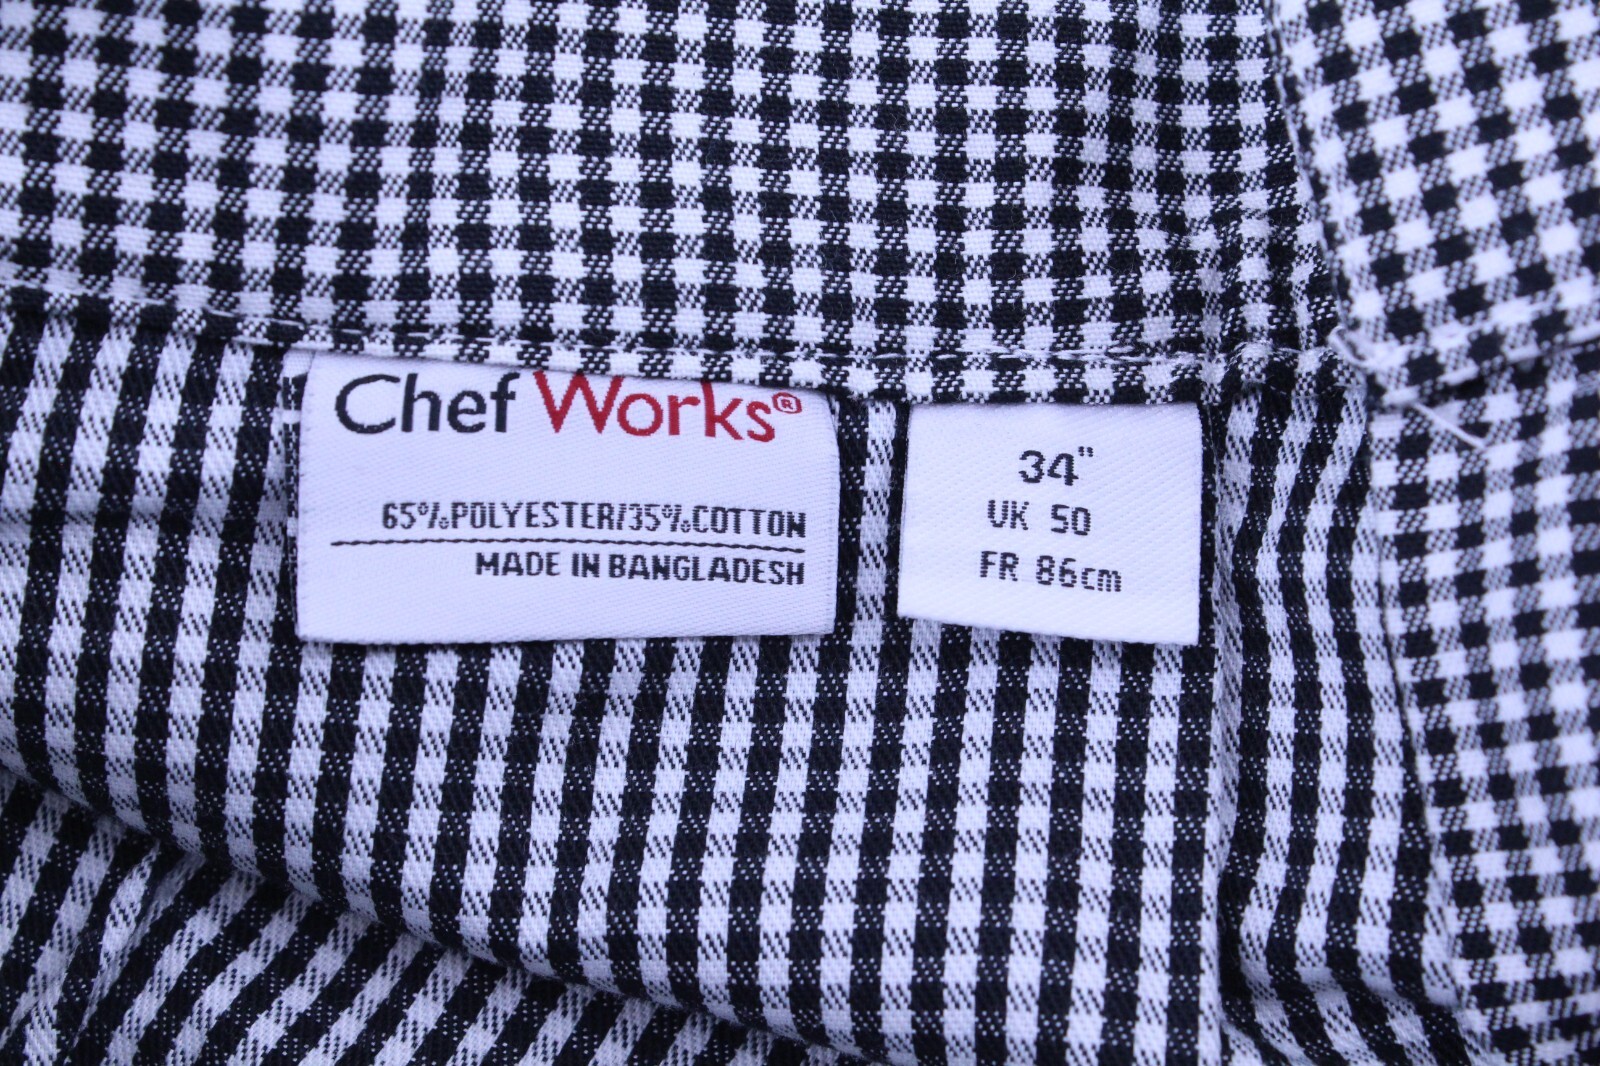 Chef Works®
65%POLYESTER/35%COTTON
MADE IN BANGLADESH
34"
UK 50
FR 86cm